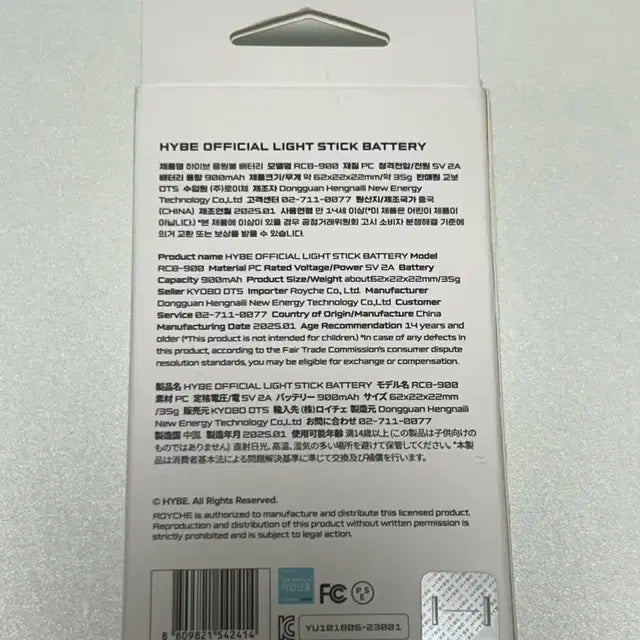 HYBE OFFICIAL LIGHT STICK BATTERY
제품명 하이브 응원봉 배터리 모델명 RCB-900 재질 PC 정격전압/전원 5V 2A
배터리 용량 900mAh 제품크기/무게 약 62x22x22mm/약 35g 판매원 교보
DTS 수입원 (주)로이체 제조자 Dongguan Hengnaili New Energy
Technology Co.,Ltd 고객센터 02-711-0077 원산지/제조국가 중국
(CHINA) 제조연월 2025.01 사용연령 만 14세 이상(*이 제품은 어린이 제품이
아닙니다.) *본 제품에 이상이 있을 경우 공정거래위원회 고시 소비자 분쟁해결 기준에
의거 교환 또는 보상을 받을 수 있습니다.
Product name HYBE OFFICIAL LIGHT STICK BATTERY Model
RCB-900 Material PC Rated Voltage/Power 5V 2A Battery
Capacity 900mAh Product Size/Weight about62x22x22mm/35g
Seller KYOBO DTS Importer Royche Co,. Ltd. Manufacturer
Dongguan Hengnaili New Energy Technology Co,.Ltd Customer
Service 02-711-0077 Country of Origin/Manufacture China
Manufacturing Date 2025.01 Age Recommendation 14 years and
older (*This product is not intended for children) *In case of any defects in
this product, according to the Fair Trade Commission's consumer dispute
resolution standards, you may be eligible for exchange or compensation.
製品名 HYBE OFFICIAL LIGHT STICK BATTERY モデル名 RCB-900
素材 PC 定格電圧/電 5V 2A バッテリー 900mAh サイズ 62x22x22mm
/35g 販売元 KYOBO DTS 輸入先 (株)ロイチェ 製造元 Dongguan Hengnaili
New Energy Technology Co,.Ltd お問に合わせ 02-711-0077
製造国 中国. 製造年月 2025.01 使用可能年齢 満14歳以上 (この製品は子供向けの
ものではありません) 直射日光、高温、湿気の多い場所を避けて保管してください。*本製
品は消費者基本法による問題解決基準に準じて交換及び補償を行います。
© HYBE. All Rights Reserved.
ROYCHE is authorized to manufacture and distribute this licensed product.
Reproduction and distribution of this product without written permission is
strictly prohibited and is subject to legal action.
8 809821 542414
FC
PSE
YU101806-23001